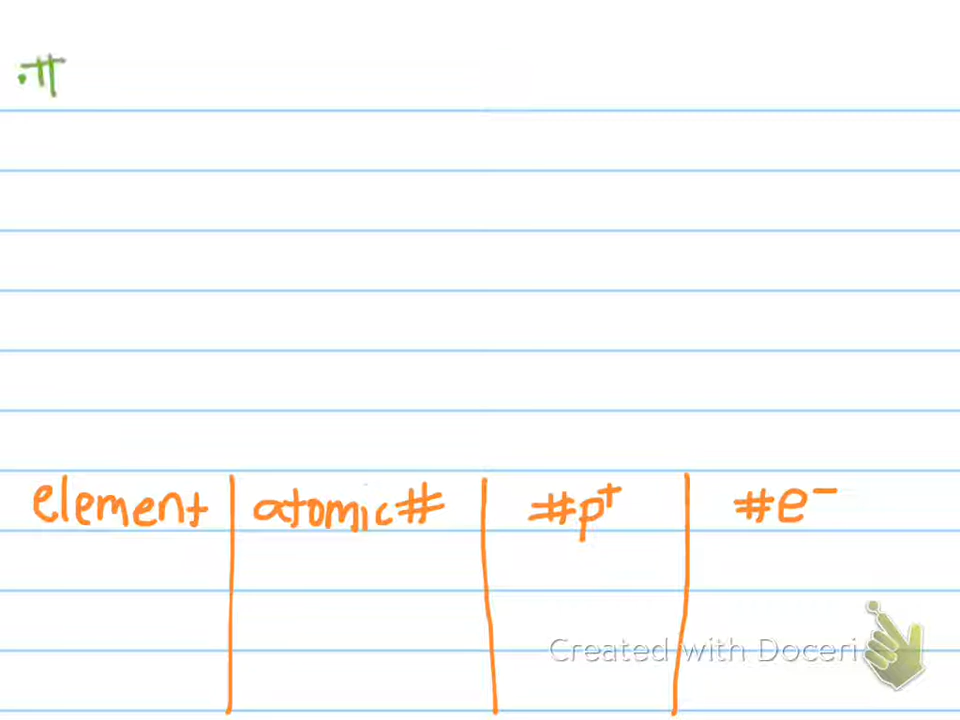 element atomic # #p⁺ #e⁻
Created with Doceri